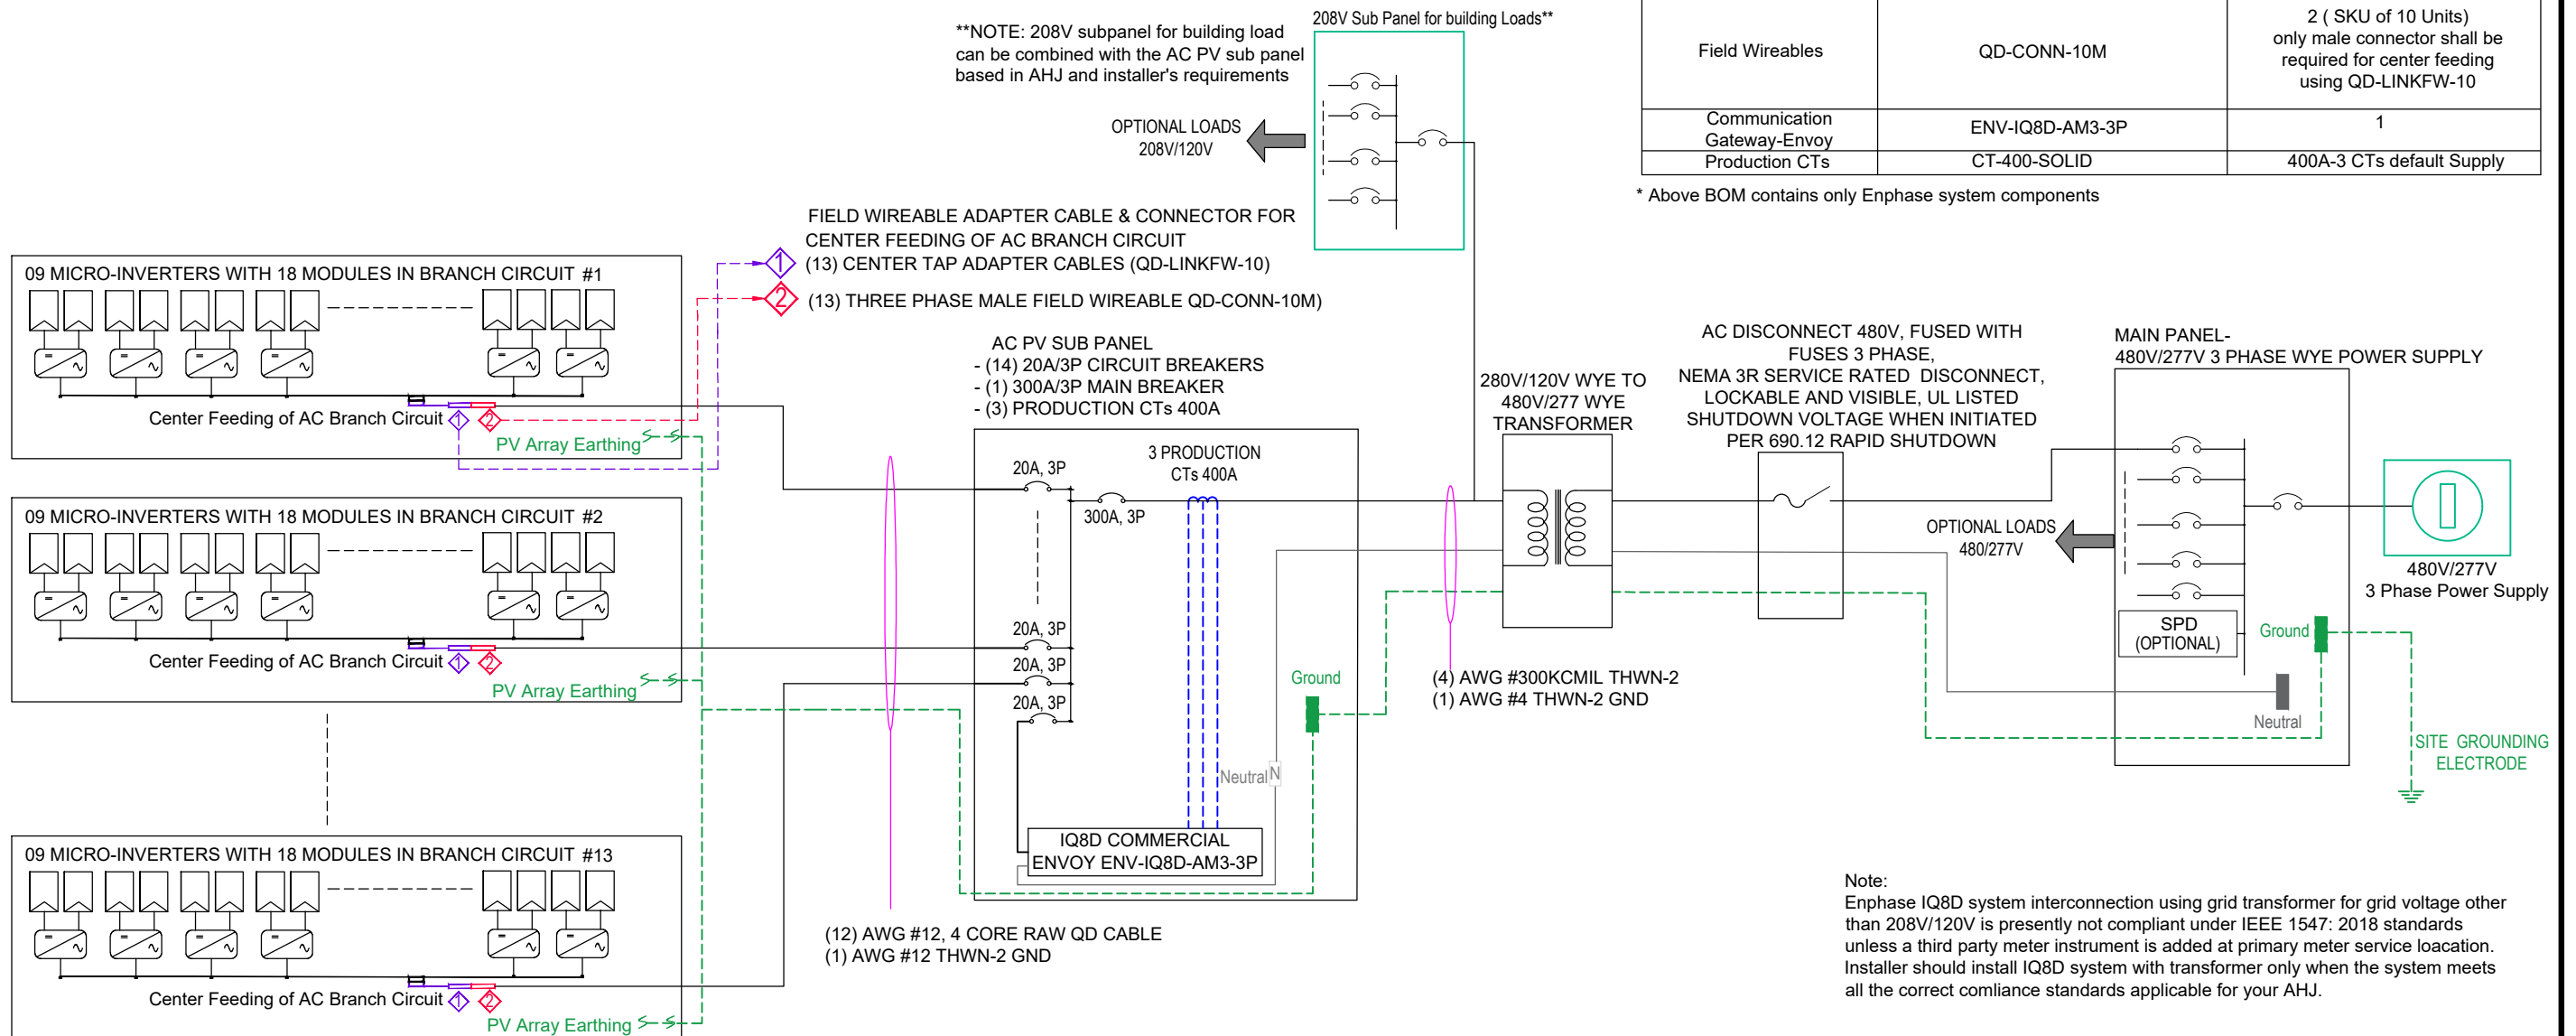 **NOTE: 208V subpanel for building load
can be combined with the AC PV sub panel
based in AHJ and installer's requirements
208V Sub Panel for building Loads**
OPTIONAL LOADS
208V/120V
Field Wireables
QD-CONN-10M
2 ( SKU of 10 Units)
only male connector shall be
required for center feeding
using QD-LINKFW-10
Communication
Gateway-Envoy
ENV-IQ8D-AM3-3P
1
Production CTs
CT-400-SOLID
400A-3 CTs default Supply
* Above BOM contains only Enphase system components
FIELD WIREABLE ADAPTER CABLE & CONNECTOR FOR
CENTER FEEDING OF AC BRANCH CIRCUIT
1
(13) CENTER TAP ADAPTER CABLES (QD-LINKFW-10)
2
(13) THREE PHASE MALE FIELD WIREABLE QD-CONN-10M)
09 MICRO-INVERTERS WITH 18 MODULES IN BRANCH CIRCUIT #1
Center Feeding of AC Branch Circuit
1
2
PV Array Earthing
09 MICRO-INVERTERS WITH 18 MODULES IN BRANCH CIRCUIT #2
Center Feeding of AC Branch Circuit
1
2
PV Array Earthing
09 MICRO-INVERTERS WITH 18 MODULES IN BRANCH CIRCUIT #13
Center Feeding of AC Branch Circuit
1
2
PV Array Earthing
AC PV SUB PANEL
- (14) 20A/3P CIRCUIT BREAKERS
- (1) 300A/3P MAIN BREAKER
- (3) PRODUCTION CTs 400A
20A, 3P
3 PRODUCTION
CTs 400A
300A, 3P
20A, 3P
20A, 3P
20A, 3P
Ground
Neutral
N
IQ8D COMMERCIAL
ENVOY ENV-IQ8D-AM3-3P
(12) AWG #12, 4 CORE RAW QD CABLE
(1) AWG #12 THWN-2 GND
280V/120V WYE TO
480V/277 WYE
TRANSFORMER
(4) AWG #300KCMIL THWN-2
(1) AWG #4 THWN-2 GND
AC DISCONNECT 480V, FUSED WITH
FUSES 3 PHASE,
NEMA 3R SERVICE RATED DISCONNECT,
LOCKABLE AND VISIBLE, UL LISTED
SHUTDOWN VOLTAGE WHEN INITIATED
PER 690.12 RAPID SHUTDOWN
MAIN PANEL-
480V/277V 3 PHASE WYE POWER SUPPLY
OPTIONAL LOADS
480/277V
SPD
(OPTIONAL)
Ground
Neutral
480V/277V
3 Phase Power Supply
SITE GROUNDING
ELECTRODE
Note:
Enphase IQ8D system interconnection using grid transformer for grid voltage other
than 208V/120V is presently not compliant under IEEE 1547: 2018 standards
unless a third party meter instrument is added at primary meter service loacation.
Installer should install IQ8D system with transformer only when the system meets
all the correct comliance standards applicable for your AHJ.